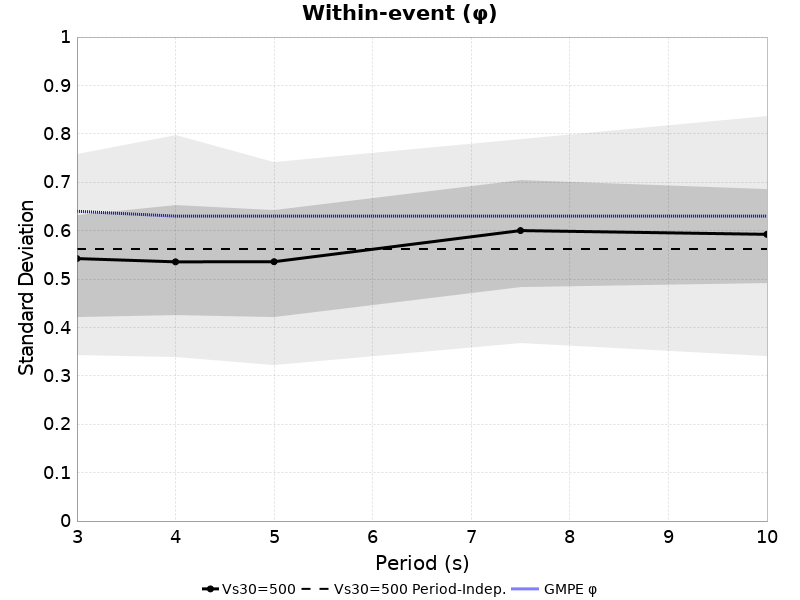 Within-event (φ)
1
0.9
0.8
0.7
0.6
0.5
0.4
0.3
0.2
0.1
0
Standard Deviation
3 4 5 6 7 8 9 10
Period (s)
Vs30=500 Vs30=500 Period-Indep. GMPE φ